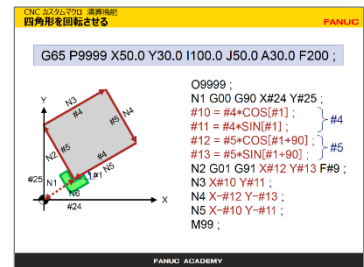 CNC カスタムマクロ 演算機能
四角形を回転させる
FANUC
G65 P9999 X50.0 Y30.0 I100.0 J50.0 A30.0 F200 ;
O9999 ;
N1 G00 G90 X#24 Y#25 ;
#10 = #4*COS[#1] ;
#11 = #4*SIN[#1] ;
#4
#12 = #5*COS[#1+90] ;
#13 = #5*SIN[#1+90] ;
#5
N2 G01 G91 X#12 Y#13 F#9 ;
N3 X#10 Y#11 ;
N4 X-#12 Y-#13 ;
N5 X-#10 Y-#11 ;
M99 ;
Y
N3
#4
N4
#5
N2
#5
#4
N5
N1
#1
#25
N6
#24
X
FANUC ACADEMY